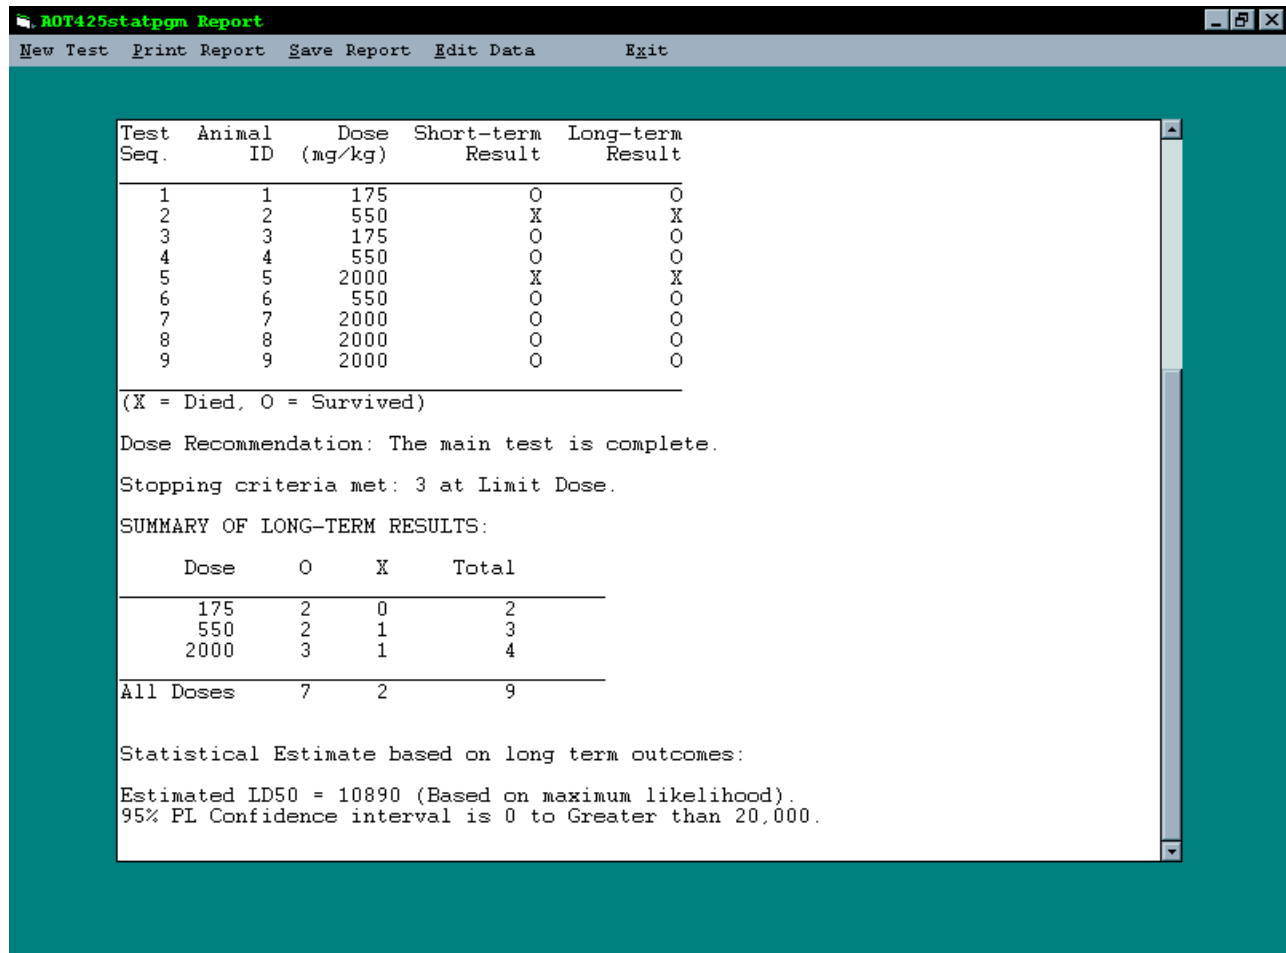 AOT425statpgm Report
New Test Print Report Save Report Edit Data Exit
Test Animal Dose Short-term Long-term
Seq. ID (mg/kg) Result Result
1 1 175 O O
2 2 550 X X
3 3 175 O O
4 4 550 O O
5 5 2000 X X
6 6 550 O O
7 7 2000 O O
8 8 2000 O O
9 9 2000 O O
(X = Died, O = Survived)
Dose Recommendation: The main test is complete.
Stopping criteria met: 3 at Limit Dose.
SUMMARY OF LONG-TERM RESULTS:
Dose O X Total
175 2 0 2
550 2 1 3
2000 3 1 4
All Doses 7 2 9
Statistical Estimate based on long term outcomes:
Estimated LD50 = 10890 (Based on maximum likelihood).
95% PL Confidence interval is 0 to Greater than 20,000.